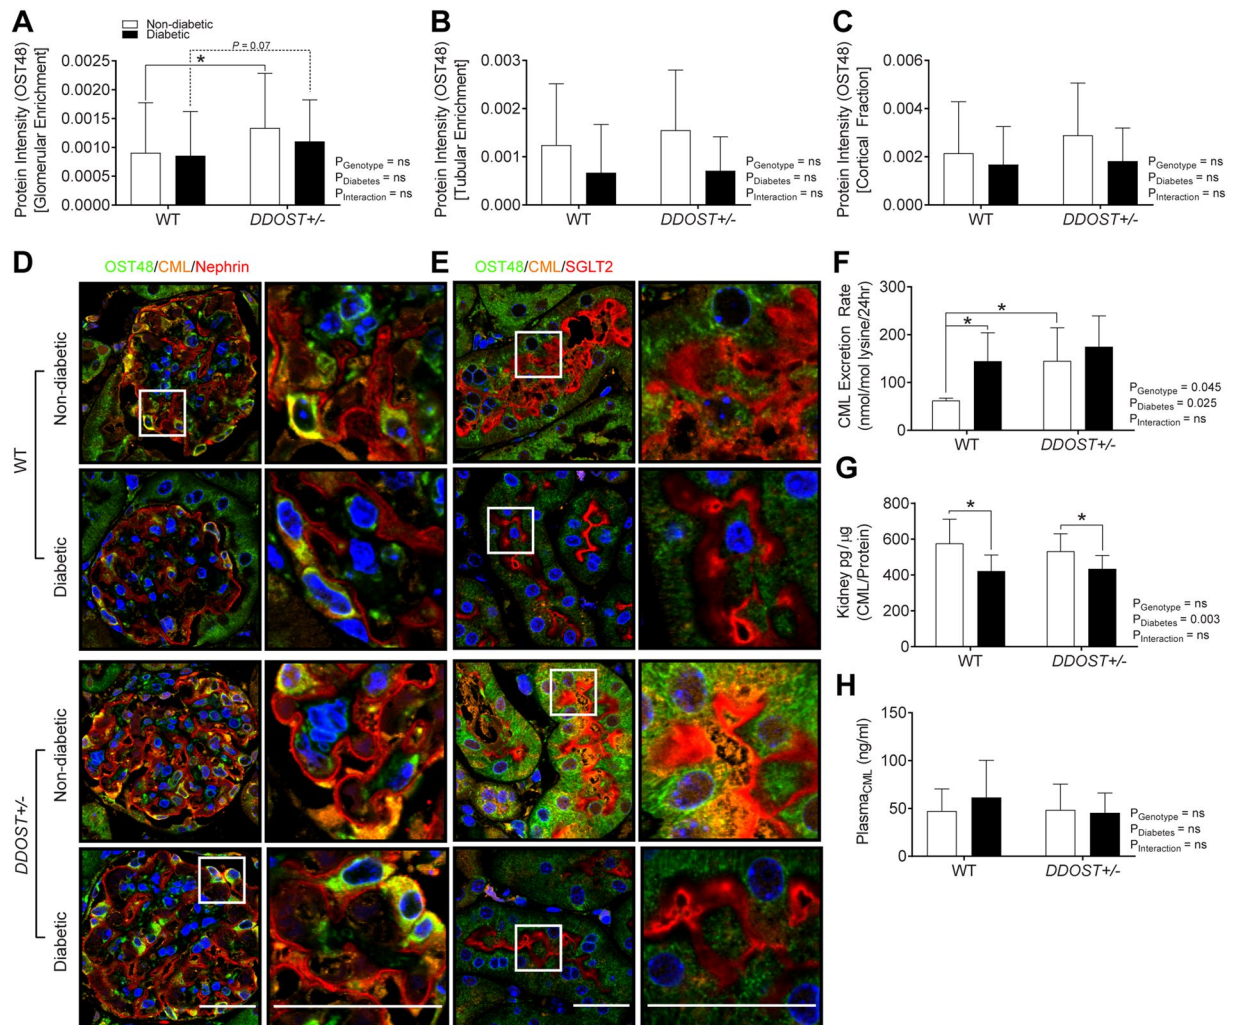 A
Non-diabetic
Diabetic
Protein Intensity (OST48)
[Glomerular Enrichment]
0.0025
0.0020
0.0015
0.0010
0.0005
0.0000
*
P = 0.07
WT
DDOST+/-
PGenotype = ns
PDiabetes = ns
PInteraction = ns
B
Protein Intensity (OST48)
[Tubular Enrichment]
0.003
0.002
0.001
0.000
WT
DDOST+/-
PGenotype = ns
PDiabetes = ns
PInteraction = ns
C
Protein Intensity (OST48)
[Cortical Fraction]
0.006
0.004
0.002
0.000
WT
DDOST+/-
PGenotype = ns
PDiabetes = ns
PInteraction = ns
D
OST48/CML/Nephrin
E
OST48/CML/SGLT2
WT
Non-diabetic
Diabetic
DDOST+/-
Non-diabetic
Diabetic
F
CML Excretion Rate
(nmol/mol lysine/24hr)
300
200
100
0
*
*
WT
DDOST+/-
PGenotype = 0.045
PDiabetes = 0.025
PInteraction = ns
G
Kidney pg/µg
(CML/Protein)
800
600
400
200
0
*
*
WT
DDOST+/-
PGenotype = ns
PDiabetes = 0.003
PInteraction = ns
H
PlasmaCML (ng/ml)
150
100
50
0
WT
DDOST+/-
PGenotype = ns
PDiabetes = ns
PInteraction = ns